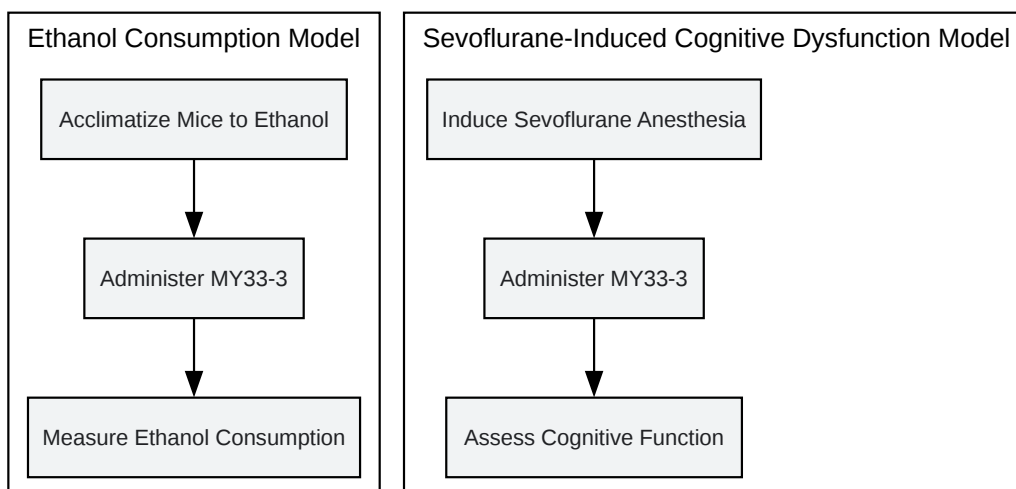 Ethanol Consumption Model
Acclimatize Mice to Ethanol
Administer MY33-3
Measure Ethanol Consumption
Sevoflurane-Induced Cognitive Dysfunction Model
Induce Sevoflurane Anesthesia
Administer MY33-3
Assess Cognitive Function